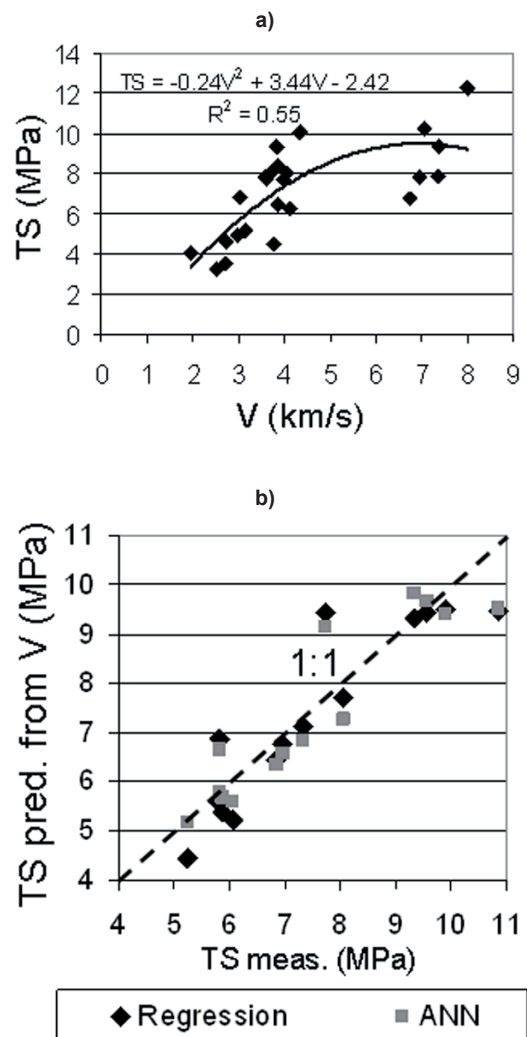 a)
14
12
10
8
6
4
2
0
TS = -0.24V² + 3.44V - 2.42
R² = 0.55
TS (MPa)
0 1 2 3 4 5 6 7 8 9
V (km/s)
b)
11
10
9
8
7
6
5
4
1:1
TS pred. from V (MPa)
4 5 6 7 8 9 10 11
TS meas. (MPa)
Regression ANN